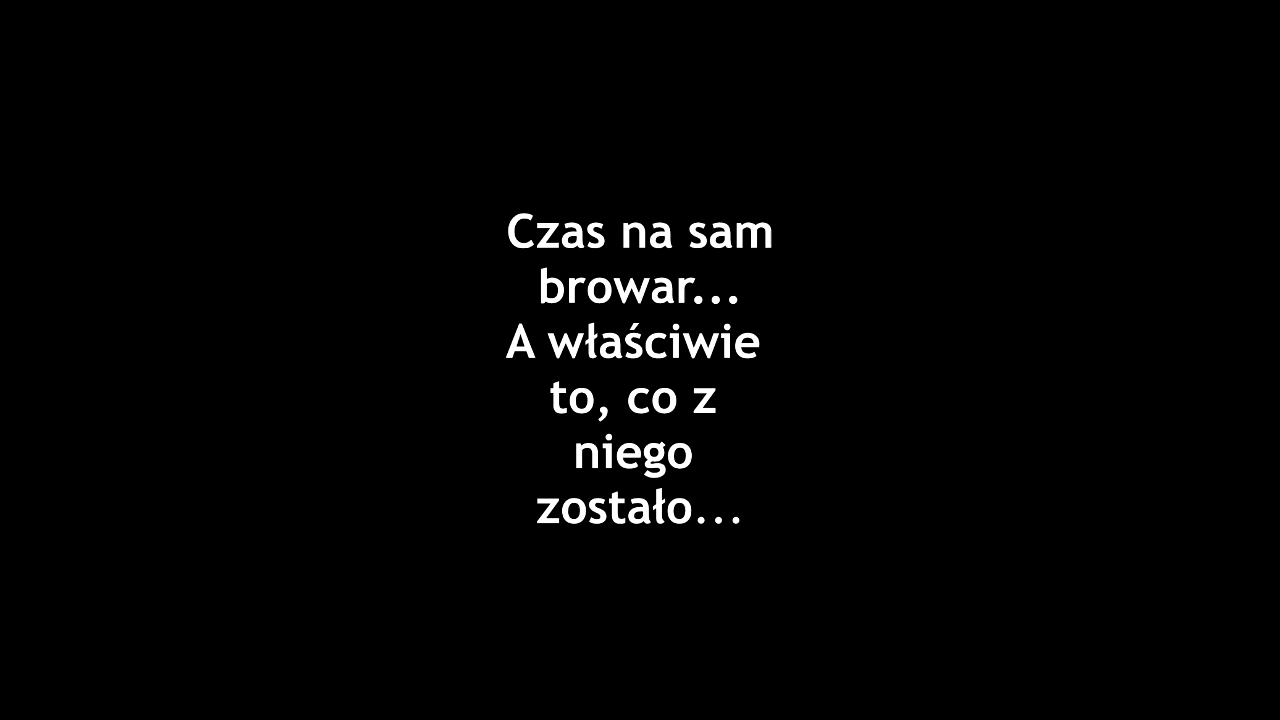 Czas na sam
browar...
A właściwie
to, co z
niego
zostało...